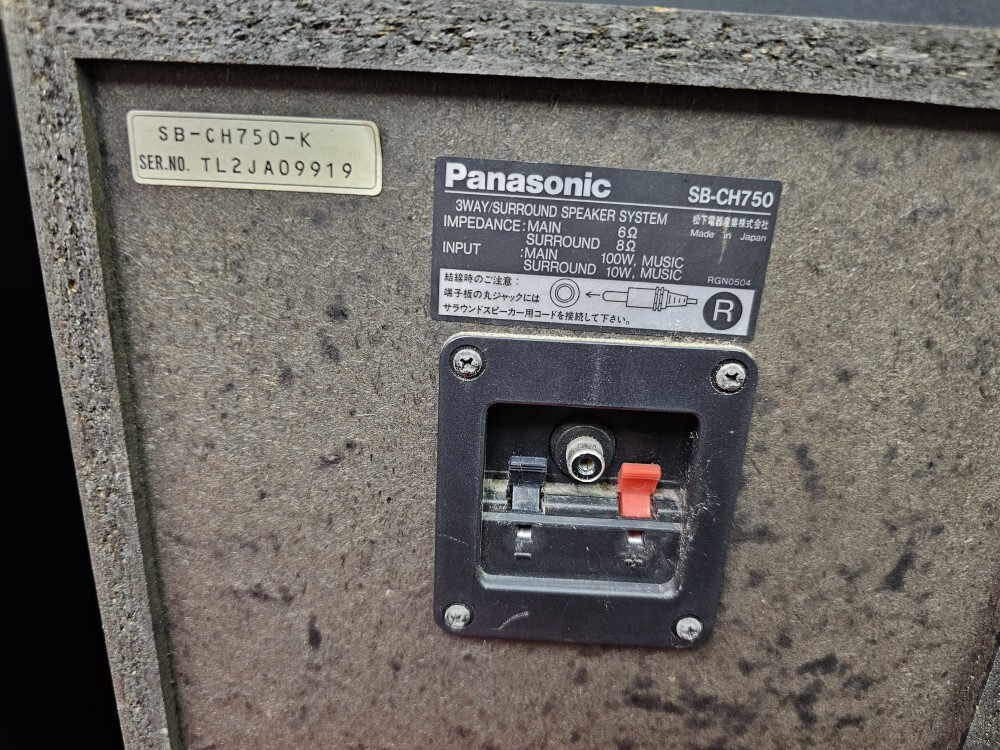 SB-CH750-K
SER.NO. TL2JA09919
Panasonic SB-CH750
3WAY/SURROUND SPEAKER SYSTEM 松下電器産業株式会社
IMPEDANCE:MAIN 6Ω Made in Japan
SURROUND 8Ω
INPUT :MAIN 100W, MUSIC
SURROUND 10W, MUSIC RGN0504
結線時のご注意:
端子板の丸ジャックには
サラウンドスピーカー用コードを接続して下さい。
R
- +